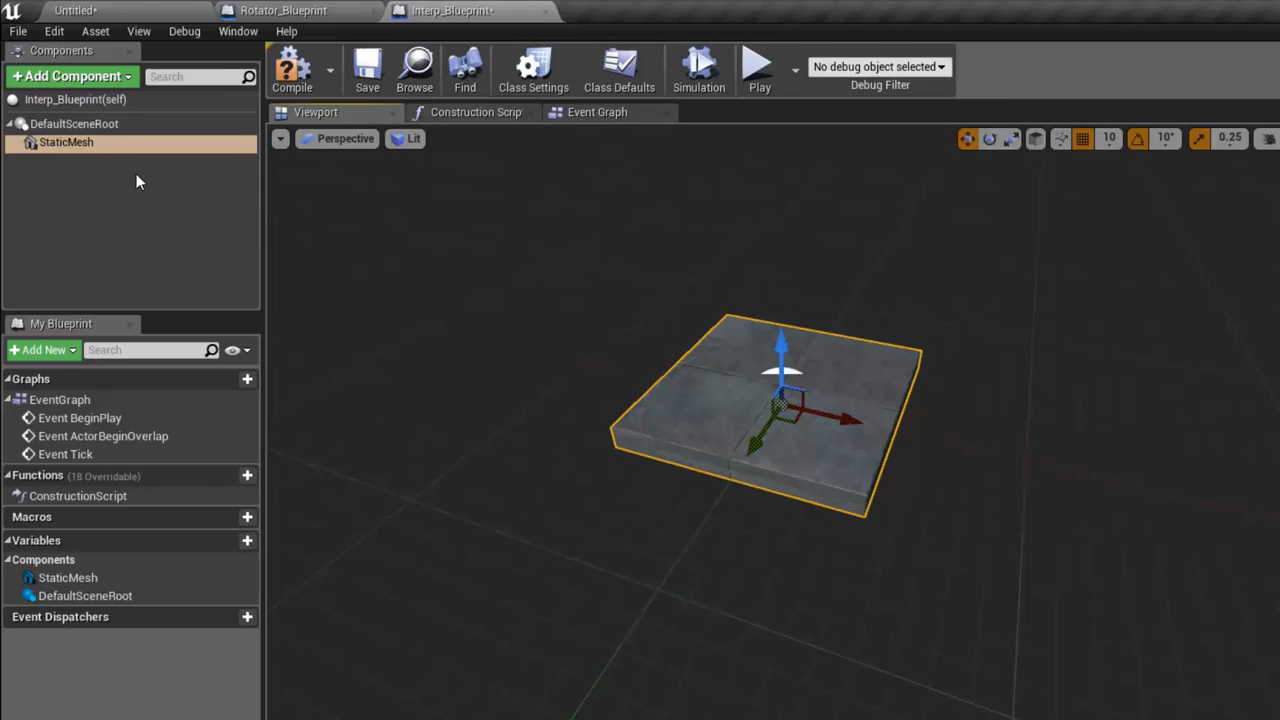 Untitled*
Rotator_Blueprint
Interp_Blueprint*
File Edit Asset View Debug Window Help
Components
+Add Component
Search
Interp_Blueprint(self)
DefaultSceneRoot
StaticMesh
Compile
Save
Browse
Find
Class Settings
Class Defaults
Simulation
Play
No debug object selected
Debug Filter
Viewport
Construction Scrip
Event Graph
Perspective
Lit
10
10°
0.25
My Blueprint
+Add New
Search
Graphs
EventGraph
Event BeginPlay
Event ActorBeginOverlap
Event Tick
Functions (18 Overridable)
ConstructionScript
Macros
Variables
Components
StaticMesh
DefaultSceneRoot
Event Dispatchers